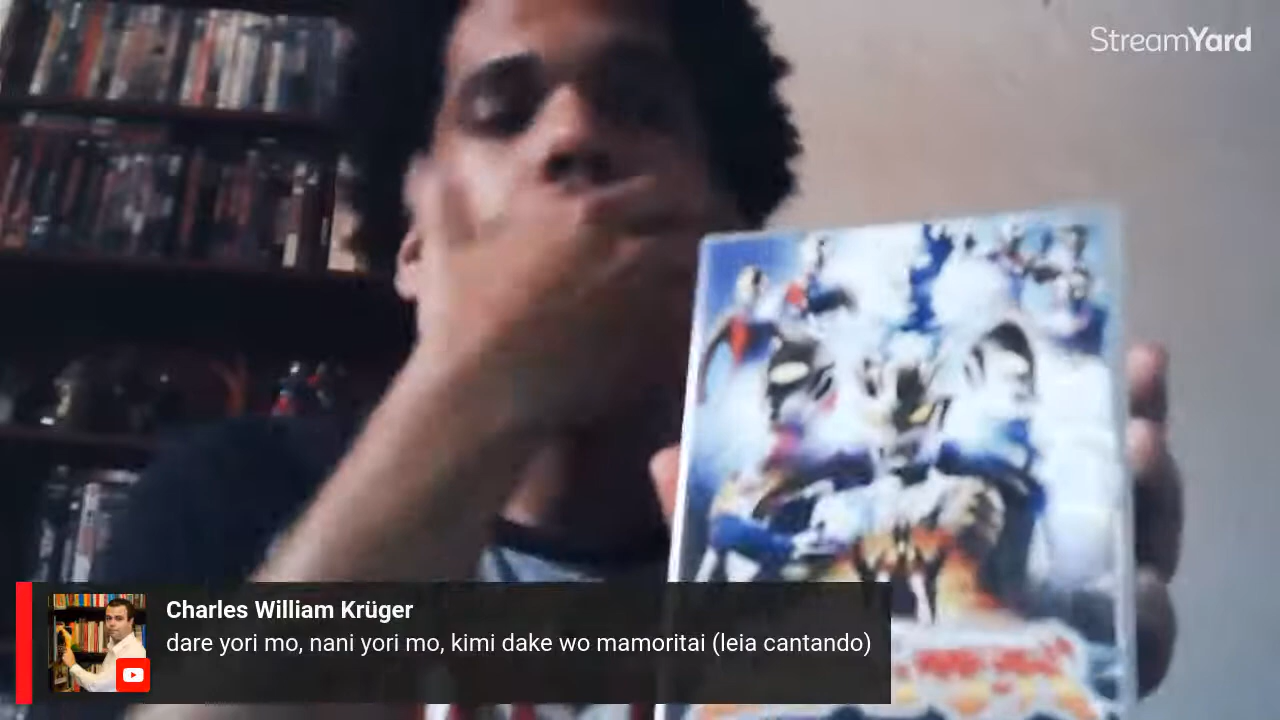 StreamYard
Charles William Krüger
dare yori mo, nani yori mo, kimi dake wo mamoritai (leia cantando)